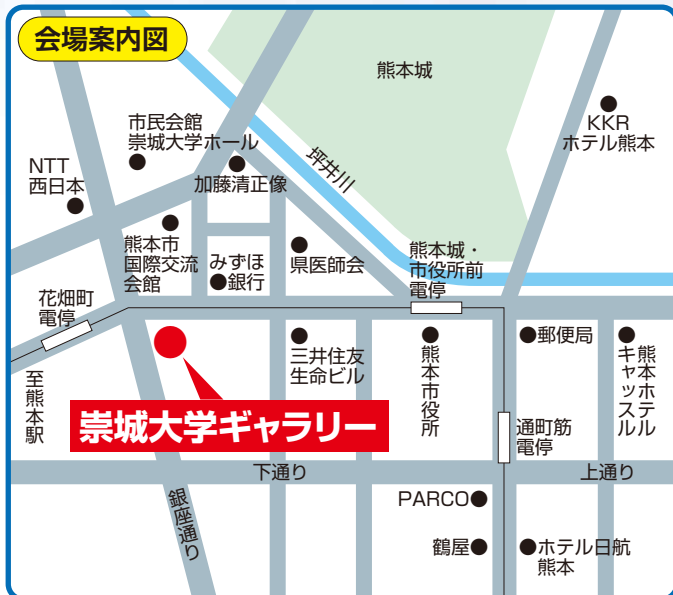 会場案内図
熊本城
KKR
ホテル熊本
市民会館
崇城大学ホール
NTT
西日本
加藤清正像
坪井川
熊本市
国際交流
会館
みずほ
銀行
県医師会
熊本城・
市役所前
電停
花畑町
電停
三井住友
生命ビル
熊本市役所
郵便局
熊本ホテル
キャッスル
至熊本駅
崇城大学ギャラリー
通町筋
電停
下通り
上通り
銀座通り
PARCO
鶴屋
ホテル日航
熊本